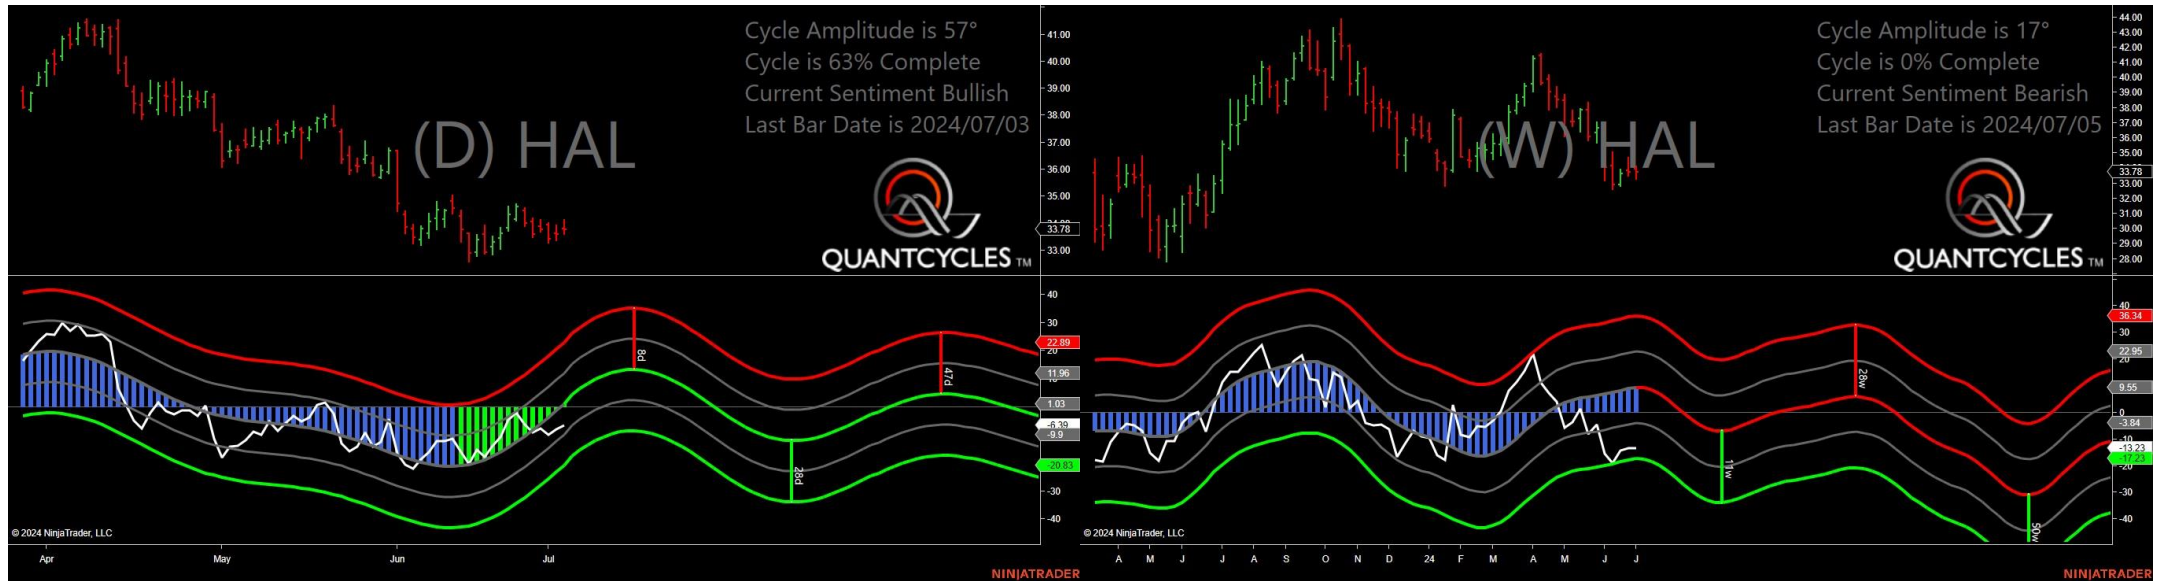 Cycle Amplitude is 57°
Cycle is 63% Complete
Current Sentiment Bullish
Last Bar Date is 2024/07/03
(D) HAL
QUANTCYCLES TM
41.00
40.00
39.00
38.00
37.00
36.00
35.00
33.78
33.00
40
30
22.89
20
11.96
1.03
-6.39
-9.9
-20.83
-30
-40
8d
28d
47d
© 2024 NinjaTrader, LLC
Apr May Jun Jul
NINJATRADER
Cycle Amplitude is 17°
Cycle is 0% Complete
Current Sentiment Bearish
Last Bar Date is 2024/07/05
(W) HAL
QUANTCYCLES TM
44.00
43.00
42.00
41.00
40.00
39.00
38.00
37.00
36.00
35.00
33.78
33.00
32.00
31.00
30.00
29.00
28.00
40
36.34
30
22.95
9.55
0
-3.84
-10
-13.23
-17.23
-20
-30
-40
11w
28w
50w
© 2024 NinjaTrader, LLC
A M J J A S O N D 24 F M A M J J
NINJATRADER